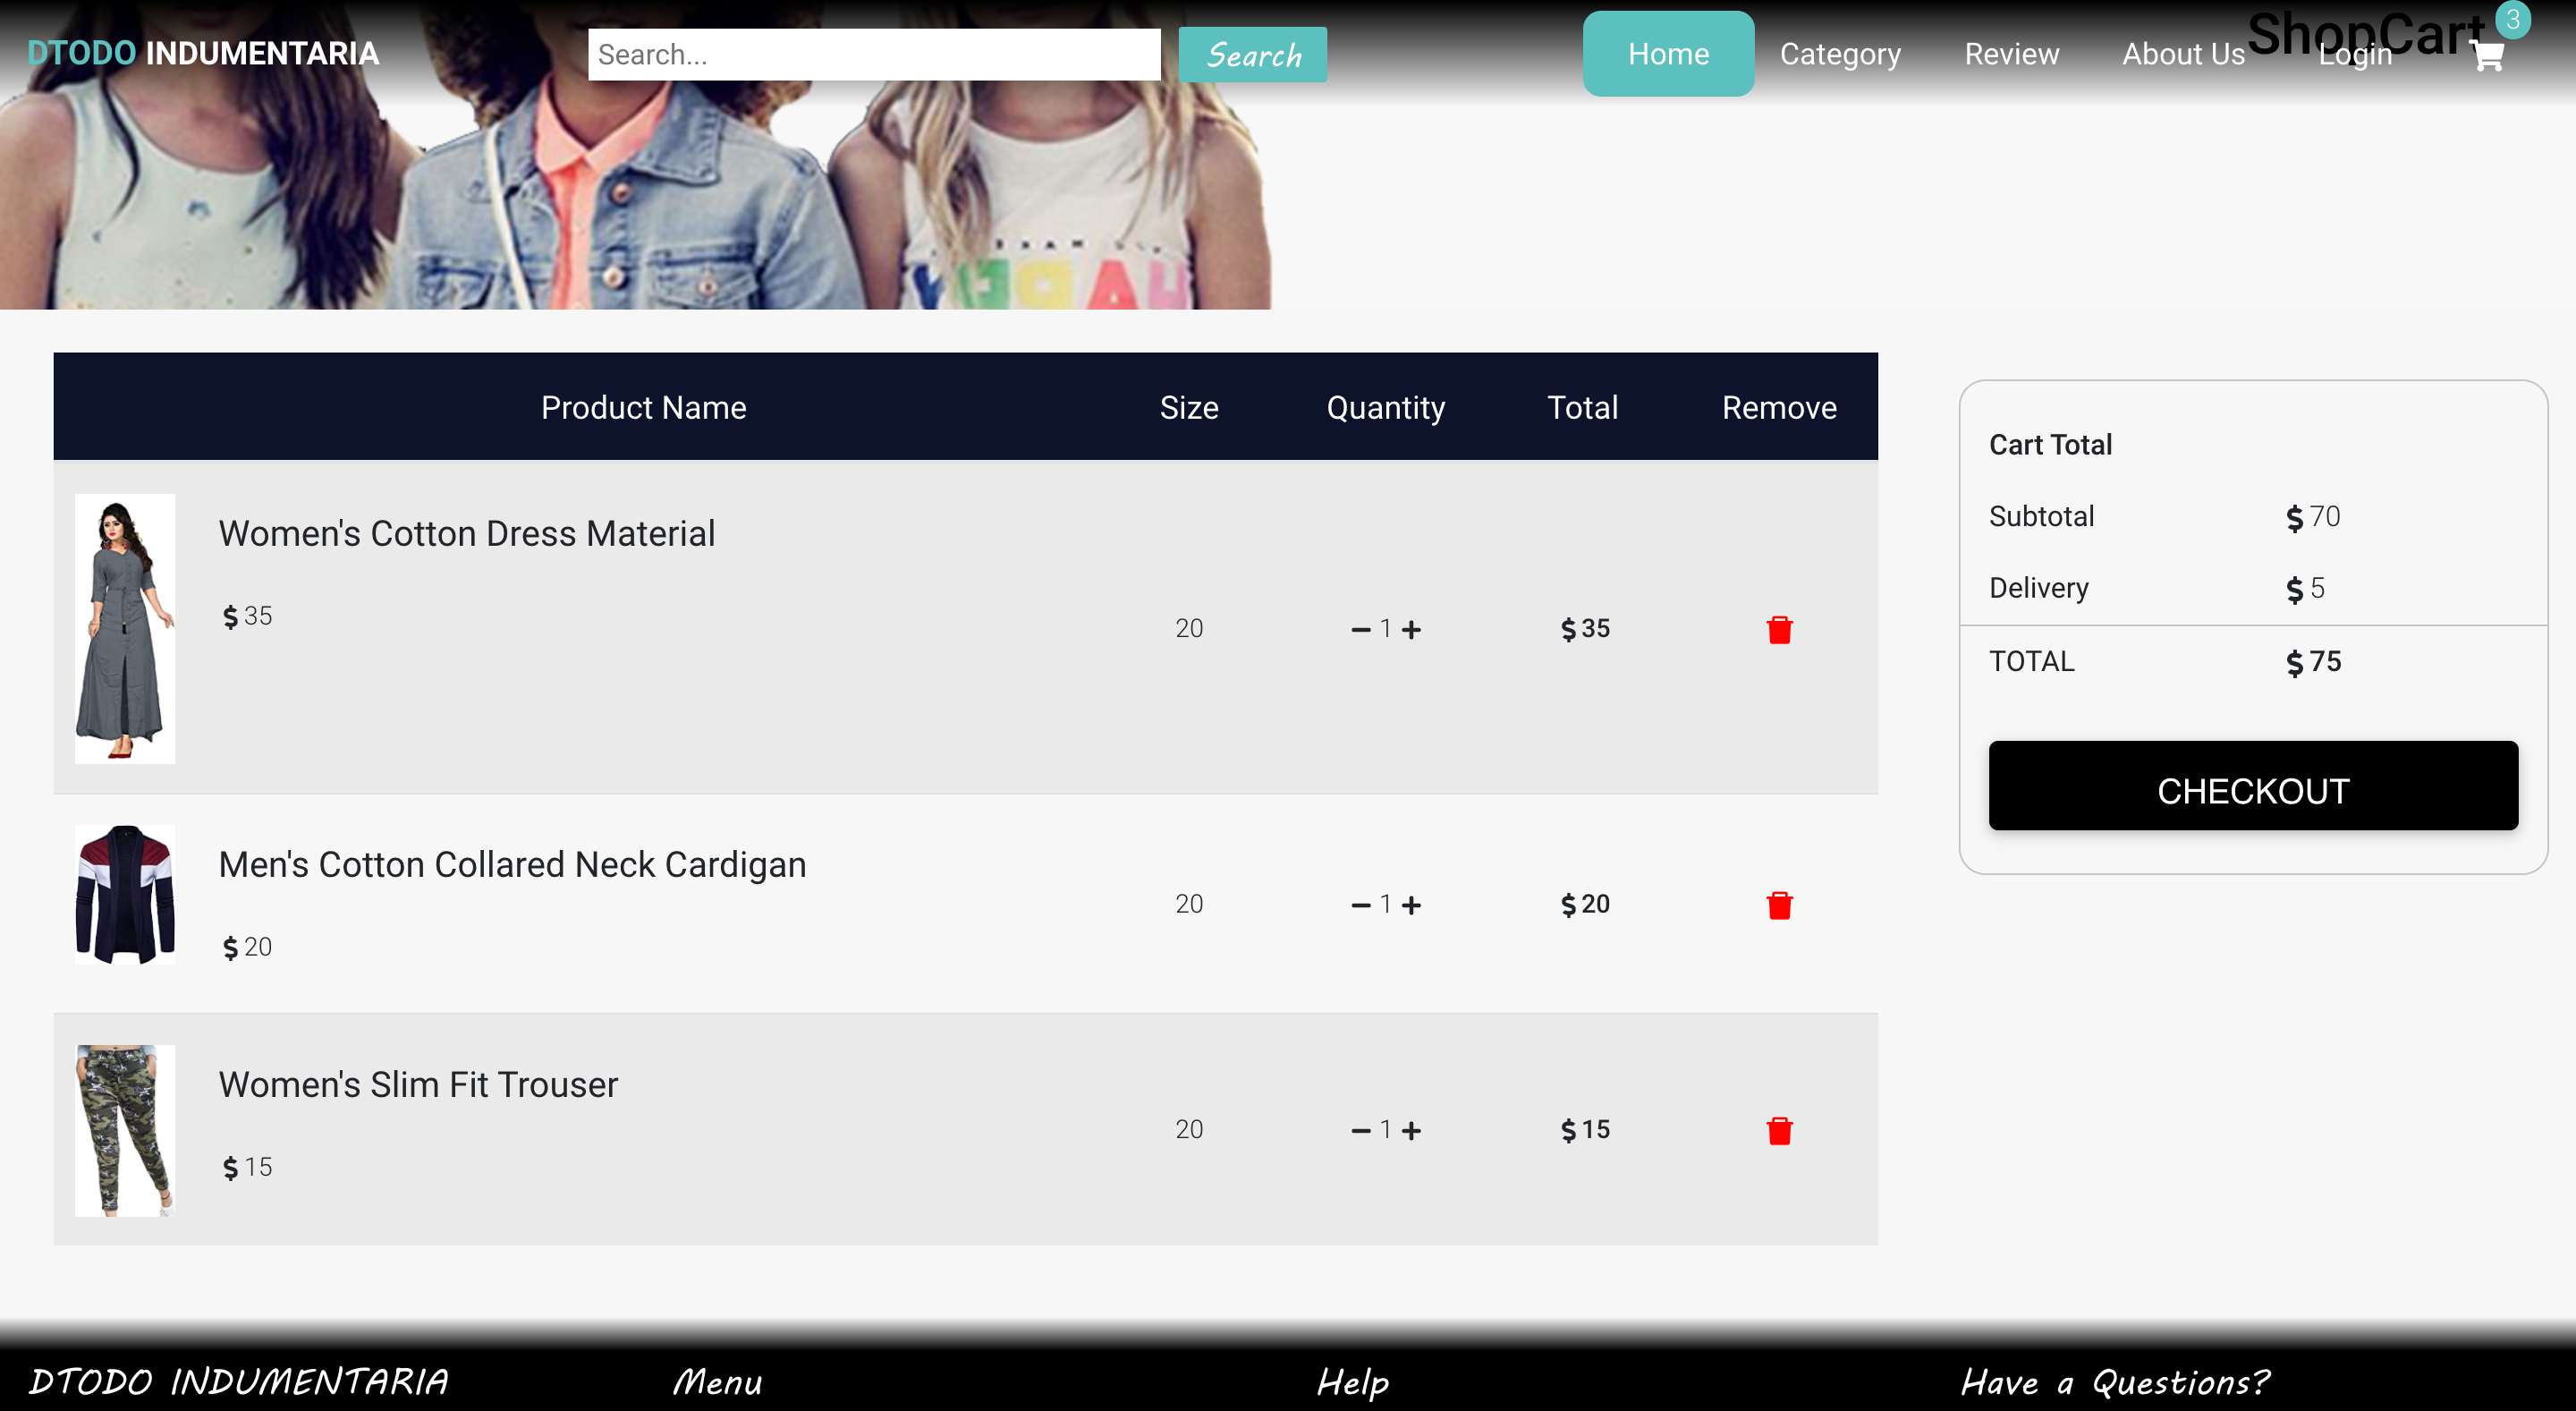 DTODO INDUMENTARIA
Search...
Search
Home
Category
Review
About Us
ShopCart
Login
3
Product Name
Size
Quantity
Total
Remove
Women's Cotton Dress Material
$ 35
20
1
$ 35
Men's Cotton Collared Neck Cardigan
$ 20
20
1
$ 20
Women's Slim Fit Trouser
$ 15
20
1
$ 15
Cart Total
Subtotal
$ 70
Delivery
$ 5
TOTAL
$ 75
CHECKOUT
DTODO INDUMENTARIA
Menu
Help
Have a Questions?